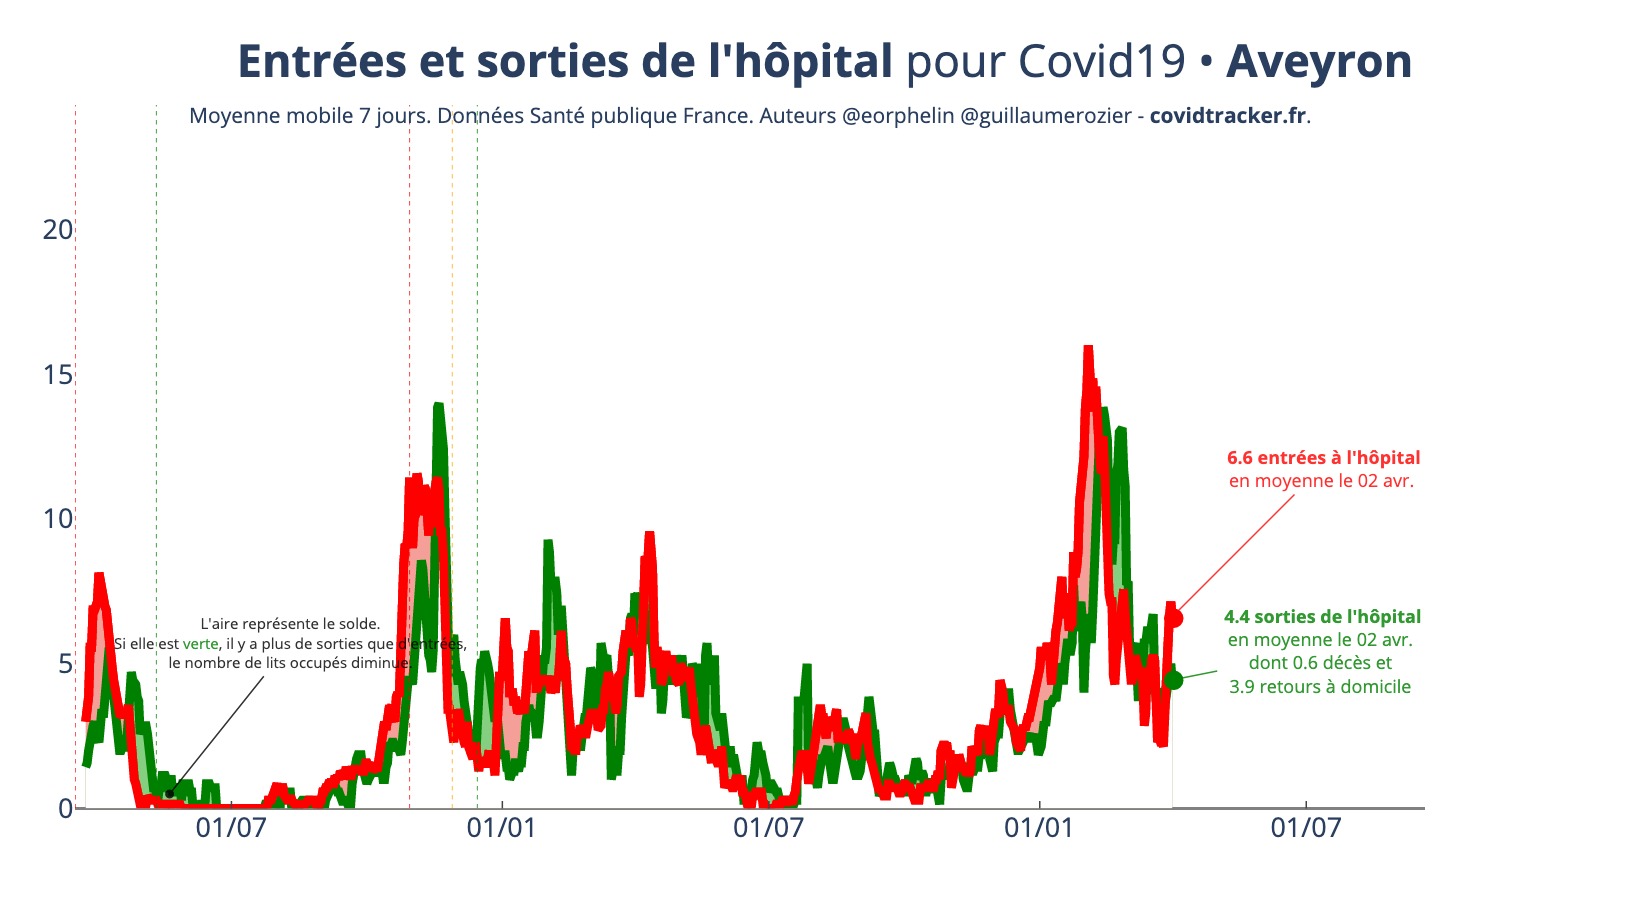 Entrées et sorties de l'hôpital pour Covid19 • Aveyron
Moyenne mobile 7 jours. Données Santé publique France. Auteurs @eorphelin @guillaumerozier - covidtracker.fr.
20
15
10
5
0
L'aire représente le solde.
Si elle est verte, il y a plus de sorties que d'entrées,
le nombre de lits occupés diminue.
6.6 entrées à l'hôpital
en moyenne le 02 avr.
4.4 sorties de l'hôpital
en moyenne le 02 avr.
dont 0.6 décès et
3.9 retours à domicile
01/07
01/01
01/07
01/01
01/07